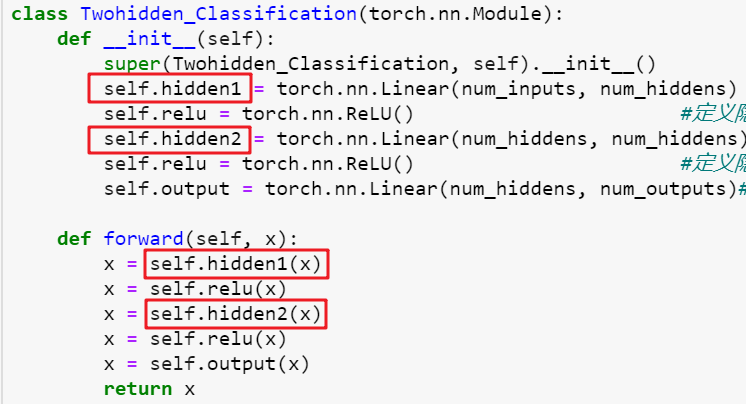 class Twohidden_Classification(torch.nn.Module):
    def __init__(self):
        super(Twohidden_Classification, self).__init__()
        self.hidden1 = torch.nn.Linear(num_inputs, num_hiddens)
        self.relu = torch.nn.ReLU()                       #定义隐
        self.hidden2 = torch.nn.Linear(num_hiddens, num_hiddens)
        self.relu = torch.nn.ReLU()                       #定义隐
        self.output = torch.nn.Linear(num_hiddens, num_outputs)#
    def forward(self, x):
        x = self.hidden1(x)
        x = self.relu(x)
        x = self.hidden2(x)
        x = self.relu(x)
        x = self.output(x)
        return x